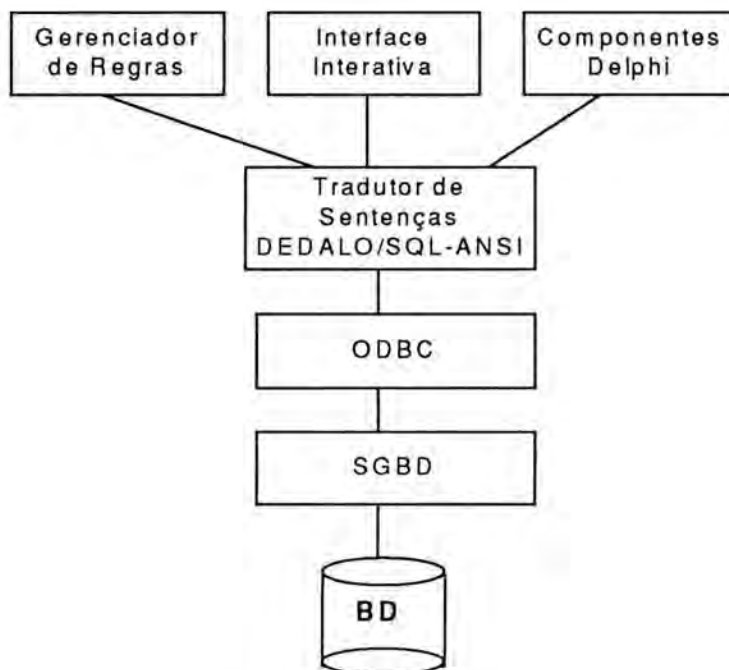 Gerenciador
de Regras
Interface
Interativa
Componentes
Delphi
Tradutor de
Sentenças
DEDALO/SQL-ANSI
ODBC
SGBD
BD